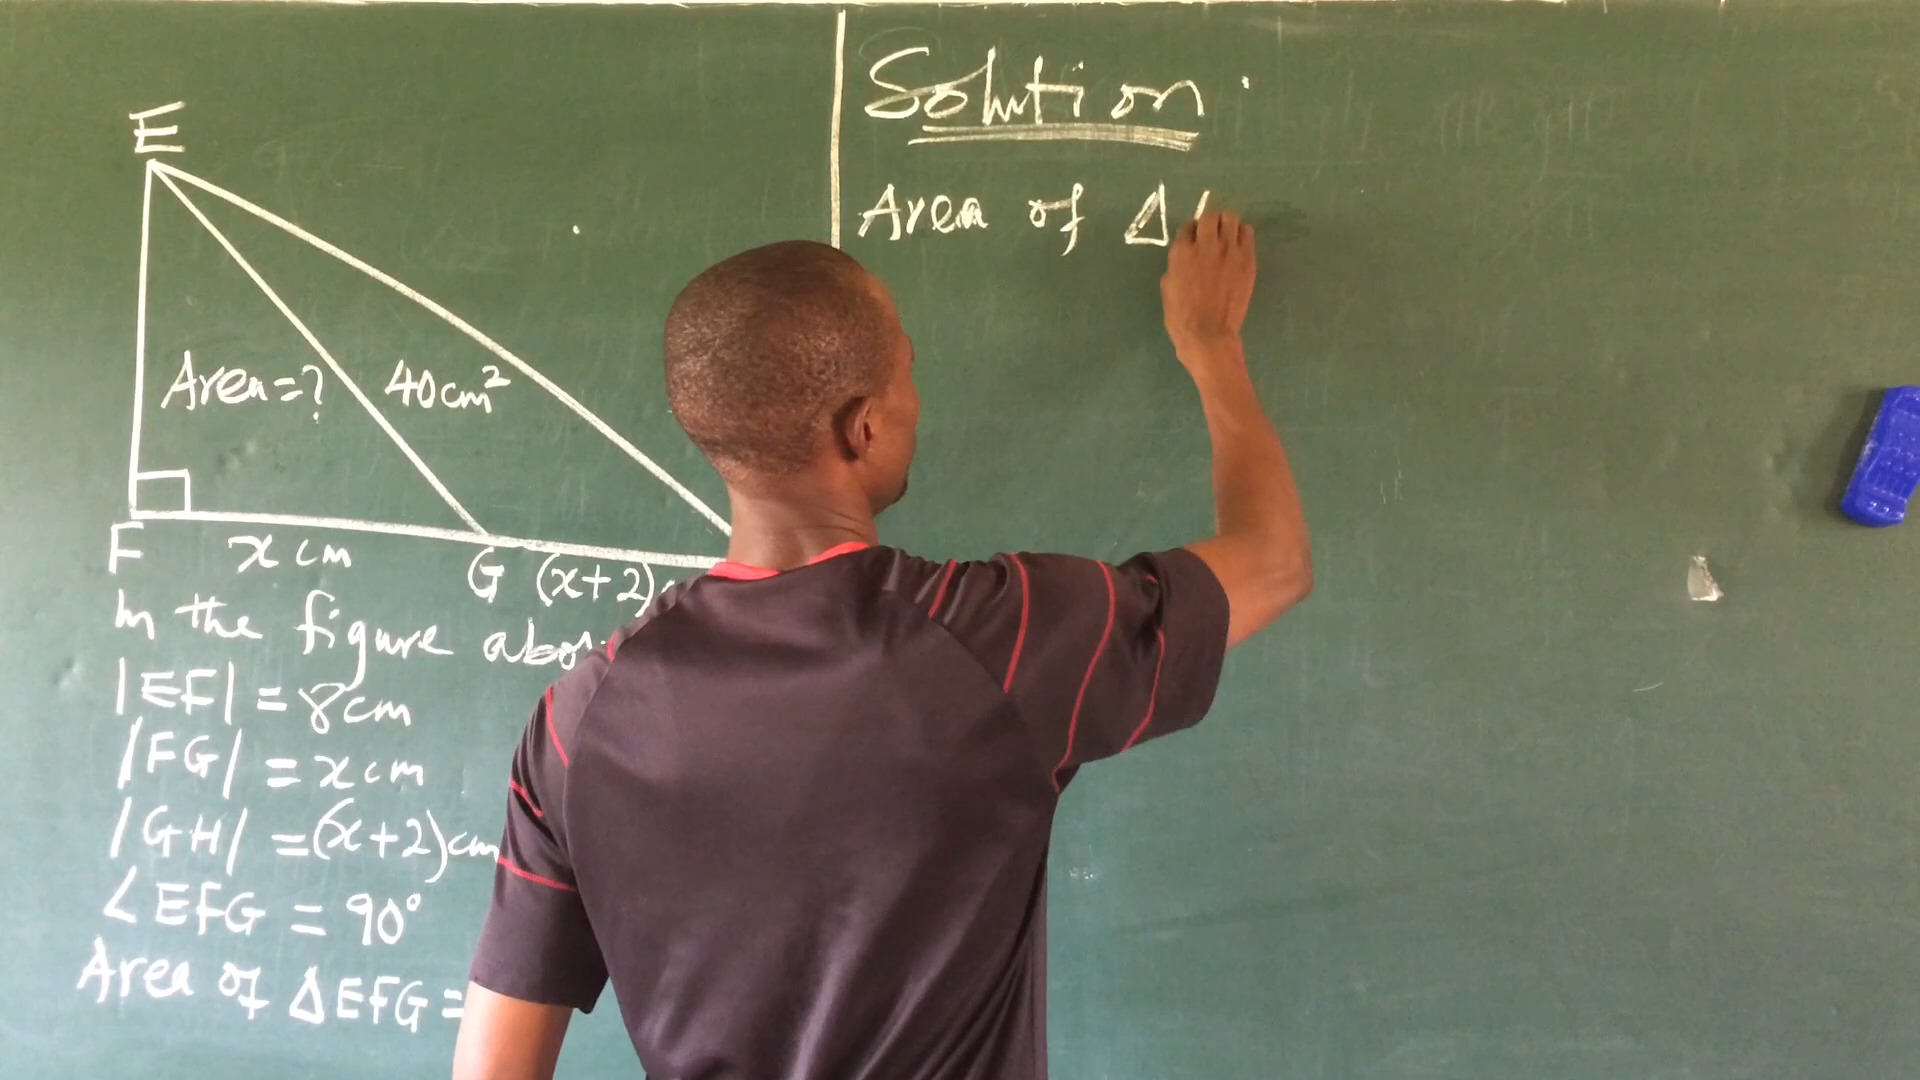 E
Area=?
40cm²
F
x cm
G
(x+2)
In the figure
|EF| = 8cm
|FG| = x cm
|GH| = (x+2)cm
∠EFG = 90°
Area of ΔEFG =
Solution
Area of Δ